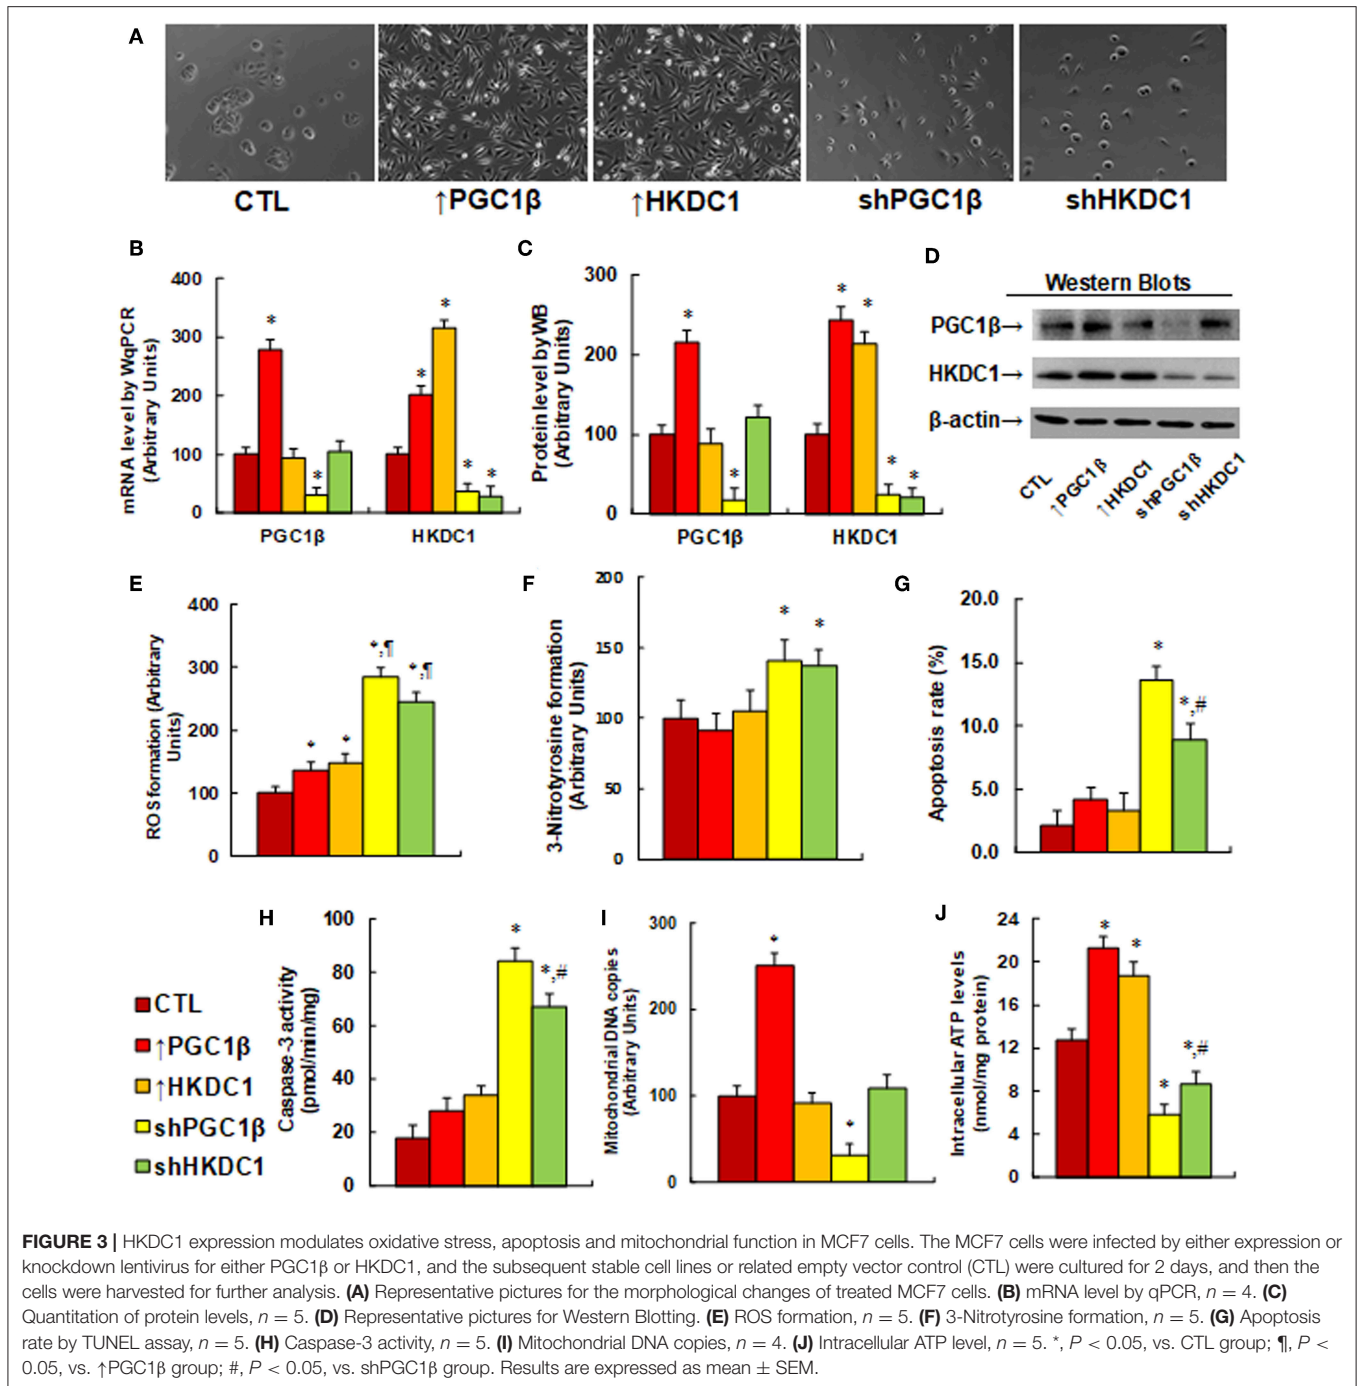 A
CTL
↑PGC1β
↑HKDC1
shPGC1β
shHKDC1
B
mRNA level by WqPCR
(Arbitrary Units)
400
300
200
100
0
*
*
*
*
*
*
PGC1β
HKDC1
C
Protein level by WB
(Arbitrary Units)
300
200
100
0
*
*
*
*
*
*
PGC1β
HKDC1
D
Western Blots
PGC1β→
HKDC1→
β-actin→
CTL
↑PGC1β
↑HKDC1
shPGC1β
shHKDC1
E
ROS formation (Arbitrary
Units)
400
300
200
100
0
*
*
*,¶
*,¶
F
3-Nitrotyrosine formation
(Arbitrary Units)
200
150
100
50
0
*
*
G
Apoptosis rate (%)
20.0
15.0
10.0
5.0
0.0
*
*,#
CTL
↑PGC1β
↑HKDC1
shPGC1β
shHKDC1
H
Caspase-3 activity
(pmol/min/mg)
100
80
60
40
20
0
*
*,#
I
Mitochondrial DNA copies
(Arbitrary Units)
300
200
100
0
*
*
J
Intracellular ATP levels
(nmol/mg protein)
24
20
16
12
8
4
0
*
*
*
*,#
FIGURE 3 | HKDC1 expression modulates oxidative stress, apoptosis and mitochondrial function in MCF7 cells. The MCF7 cells were infected by either expression or
knockdown lentivirus for either PGC1β or HKDC1, and the subsequent stable cell lines or related empty vector control (CTL) were cultured for 2 days, and then the
cells were harvested for further analysis. (A) Representative pictures for the morphological changes of treated MCF7 cells. (B) mRNA level by qPCR, n = 4. (C)
Quantitation of protein levels, n = 5. (D) Representative pictures for Western Blotting. (E) ROS formation, n = 5. (F) 3-Nitrotyrosine formation, n = 5. (G) Apoptosis
rate by TUNEL assay, n = 5. (H) Caspase-3 activity, n = 5. (I) Mitochondrial DNA copies, n = 4. (J) Intracellular ATP level, n = 5. *, P < 0.05, vs. CTL group; ¶, P <
0.05, vs. ↑PGC1β group; #, P < 0.05, vs. shPGC1β group. Results are expressed as mean ± SEM.